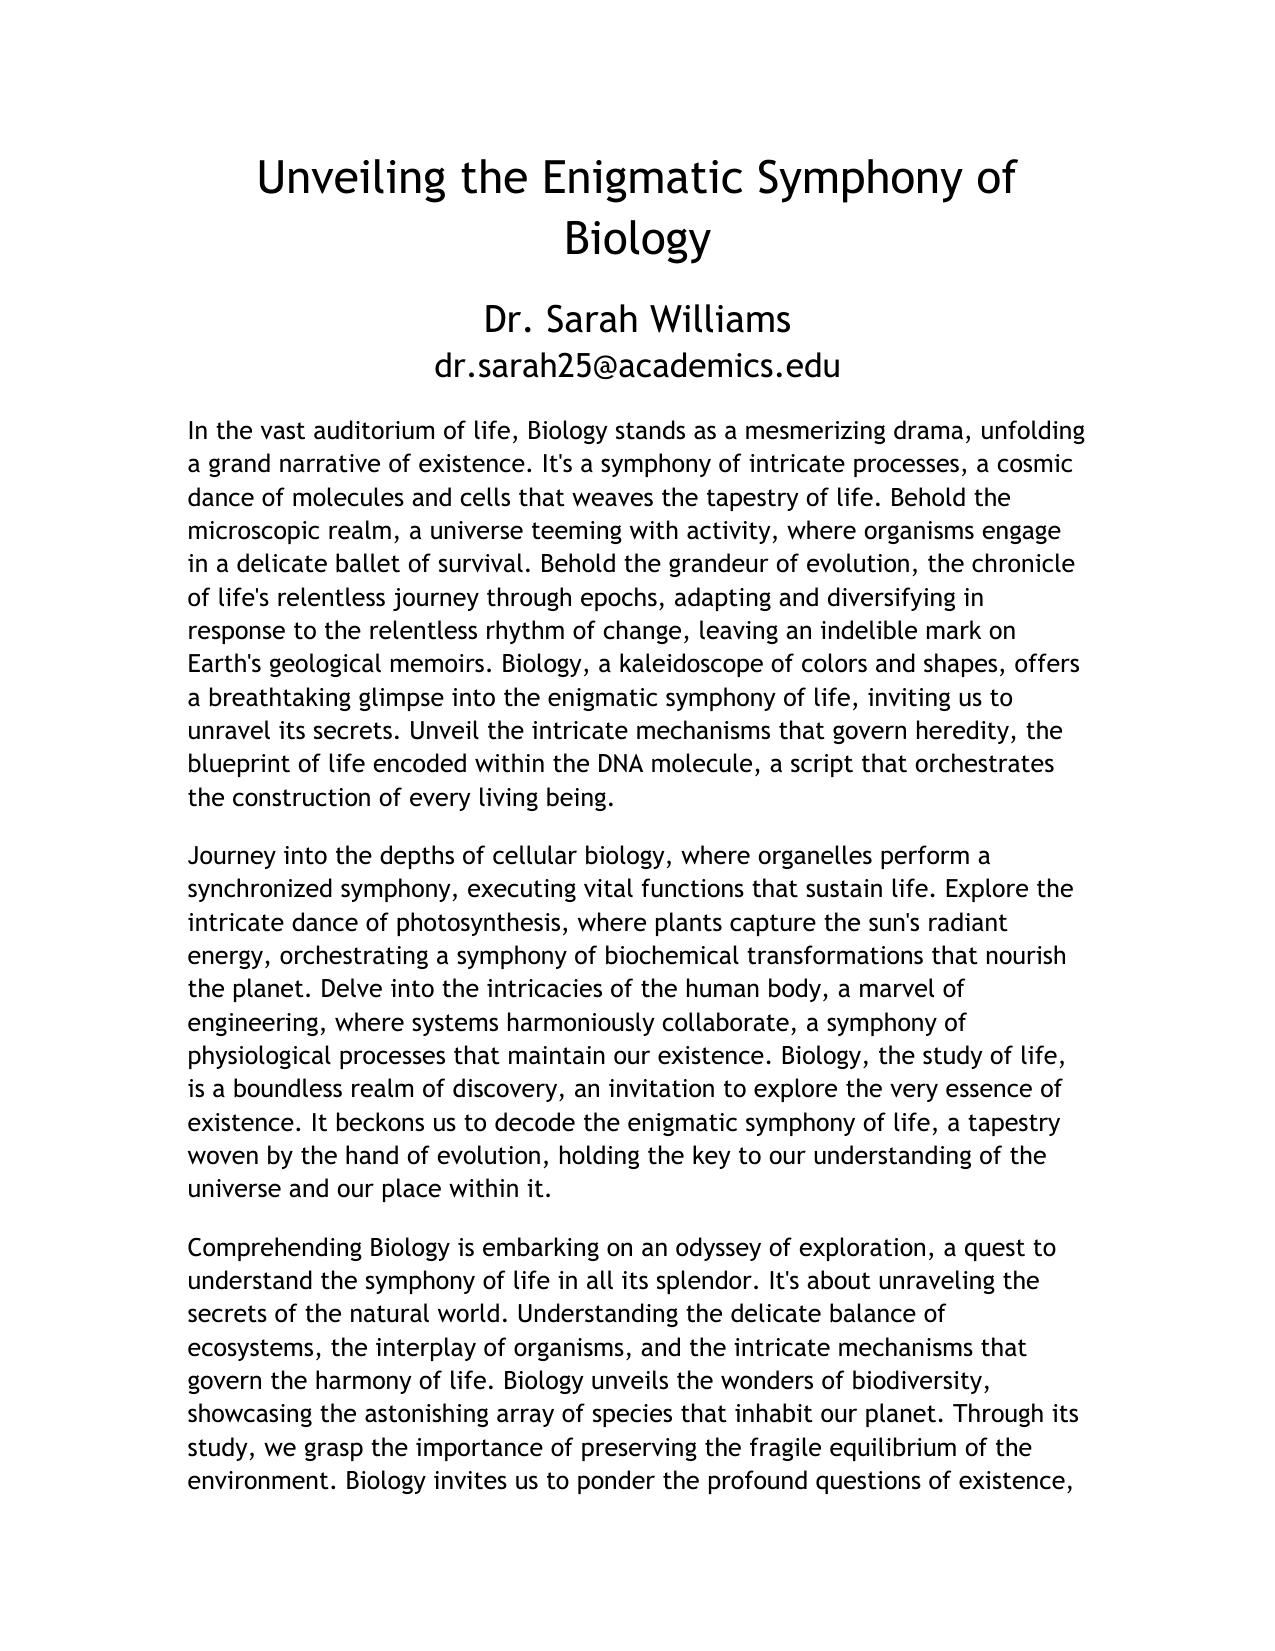 Unveiling the Enigmatic Symphony of
Biology
Dr. Sarah Williams
dr.sarah25@academics.edu
In the vast auditorium of life, Biology stands as a mesmerizing drama, unfolding
a grand narrative of existence. It's a symphony of intricate processes, a cosmic
dance of molecules and cells that weaves the tapestry of life. Behold the
microscopic realm, a universe teeming with activity, where organisms engage
in a delicate ballet of survival. Behold the grandeur of evolution, the chronicle
of life's relentless journey through epochs, adapting and diversifying in
response to the relentless rhythm of change, leaving an indelible mark on
Earth's geological memoirs. Biology, a kaleidoscope of colors and shapes, offers
a breathtaking glimpse into the enigmatic symphony of life, inviting us to
unravel its secrets. Unveil the intricate mechanisms that govern heredity, the
blueprint of life encoded within the DNA molecule, a script that orchestrates
the construction of every living being.
Journey into the depths of cellular biology, where organelles perform a
synchronized symphony, executing vital functions that sustain life. Explore the
intricate dance of photosynthesis, where plants capture the sun's radiant
energy, orchestrating a symphony of biochemical transformations that nourish
the planet. Delve into the intricacies of the human body, a marvel of
engineering, where systems harmoniously collaborate, a symphony of
physiological processes that maintain our existence. Biology, the study of life,
is a boundless realm of discovery, an invitation to explore the very essence of
existence. It beckons us to decode the enigmatic symphony of life, a tapestry
woven by the hand of evolution, holding the key to our understanding of the
universe and our place within it.
Comprehending Biology is embarking on an odyssey of exploration, a quest to
understand the symphony of life in all its splendor. It's about unraveling the
secrets of the natural world. Understanding the delicate balance of
ecosystems, the interplay of organisms, and the intricate mechanisms that
govern the harmony of life. Biology unveils the wonders of biodiversity,
showcasing the astonishing array of species that inhabit our planet. Through its
study, we grasp the importance of preserving the fragile equilibrium of the
environment. Biology invites us to ponder the profound questions of existence,